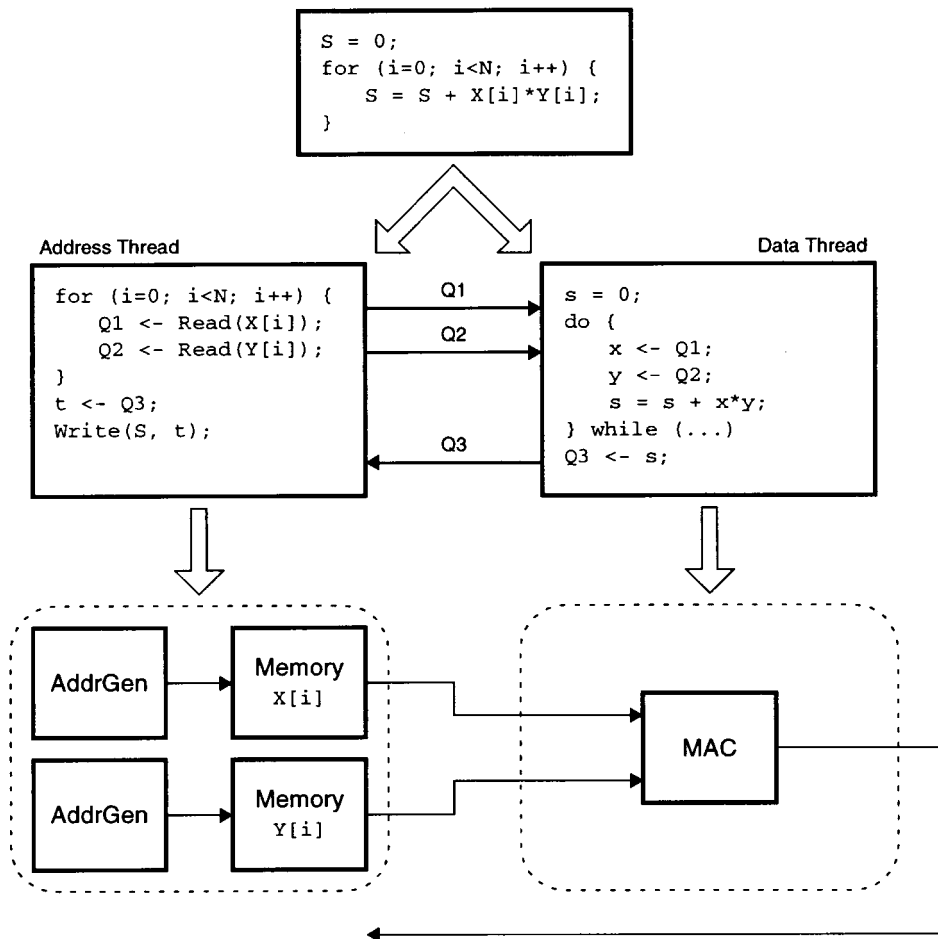 S = 0;
for (i=0; i<N; i++) {
S = S + X[i]*Y[i];
}
Address Thread
Data Thread
for (i=0; i<N; i++) {
Q1 <- Read(X[i]);
Q2 <- Read(Y[i]);
}
t <- Q3;
Write(S, t);
Q1
Q2
Q3
s = 0;
do {
x <- Q1;
y <- Q2;
s = s + x*y;
} while (...)
Q3 <- s;
AddrGen
Memory
X[i]
AddrGen
Memory
Y[i]
MAC